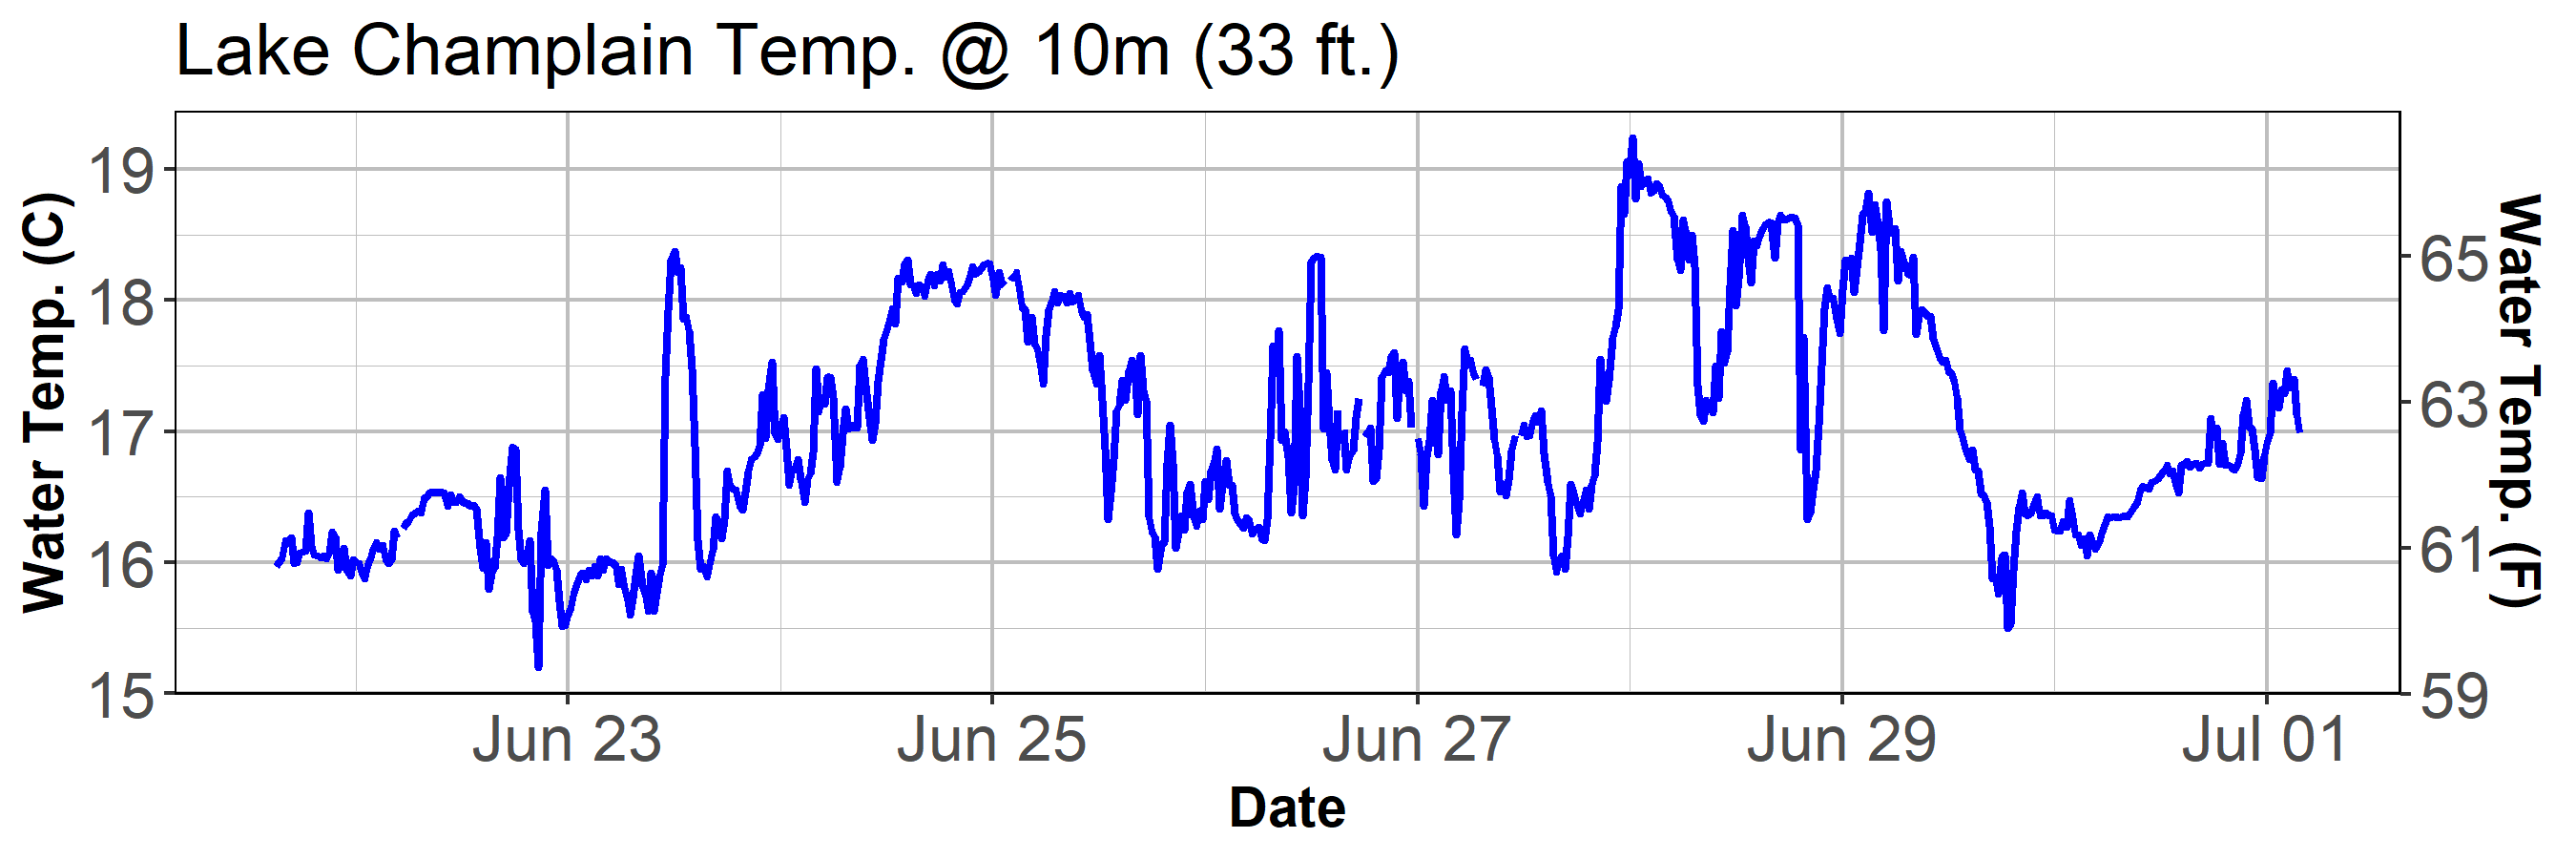 Lake Champlain Temp. @ 10m (33 ft.)
Water Temp. (C)
19
18
17
16
15
65
63
61
59
Water Temp. (F)
Jun 23 Jun 25 Jun 27 Jun 29 Jul 01
Date